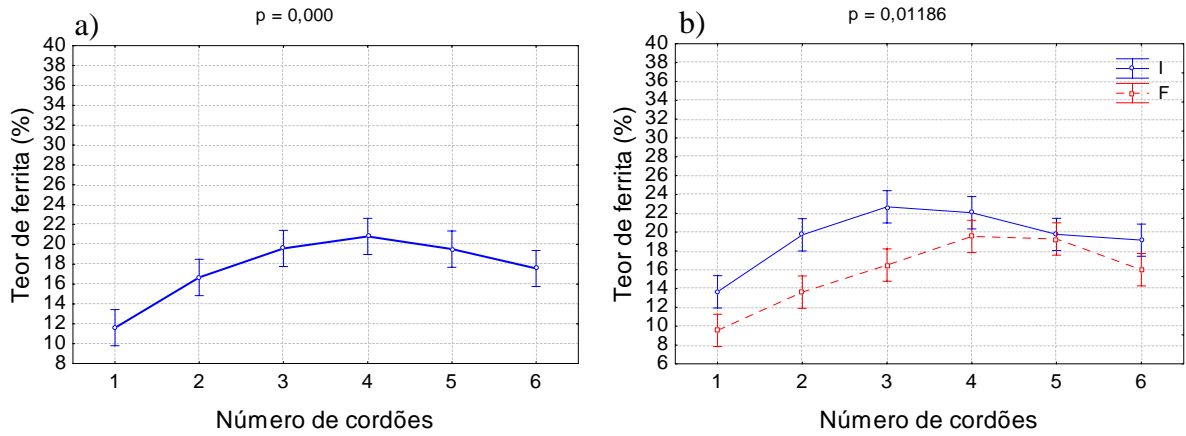 a)
p = 0,000
40
38
36
34
32
30
28
26
24
22
20
18
16
14
12
10
8
Teor de ferrita (%)
1 2 3 4 5 6
Número de cordões
b)
p = 0,01186
40
38
36
34
32
30
28
26
24
22
20
18
16
14
12
10
8
6
Teor de ferrita (%)
I
F
1 2 3 4 5 6
Número de cordões